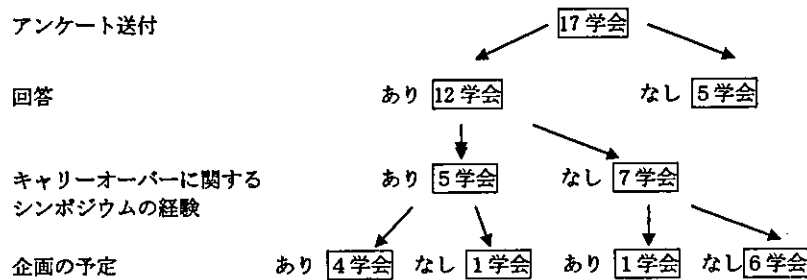 アンケート送付 17学会
回答 あり 12学会 なし 5学会
キャリーオーバーに関する あり 5学会 なし 7学会
シンポジウムの経験
企画の予定 あり 4学会 なし 1学会 あり 1学会 なし 6学会